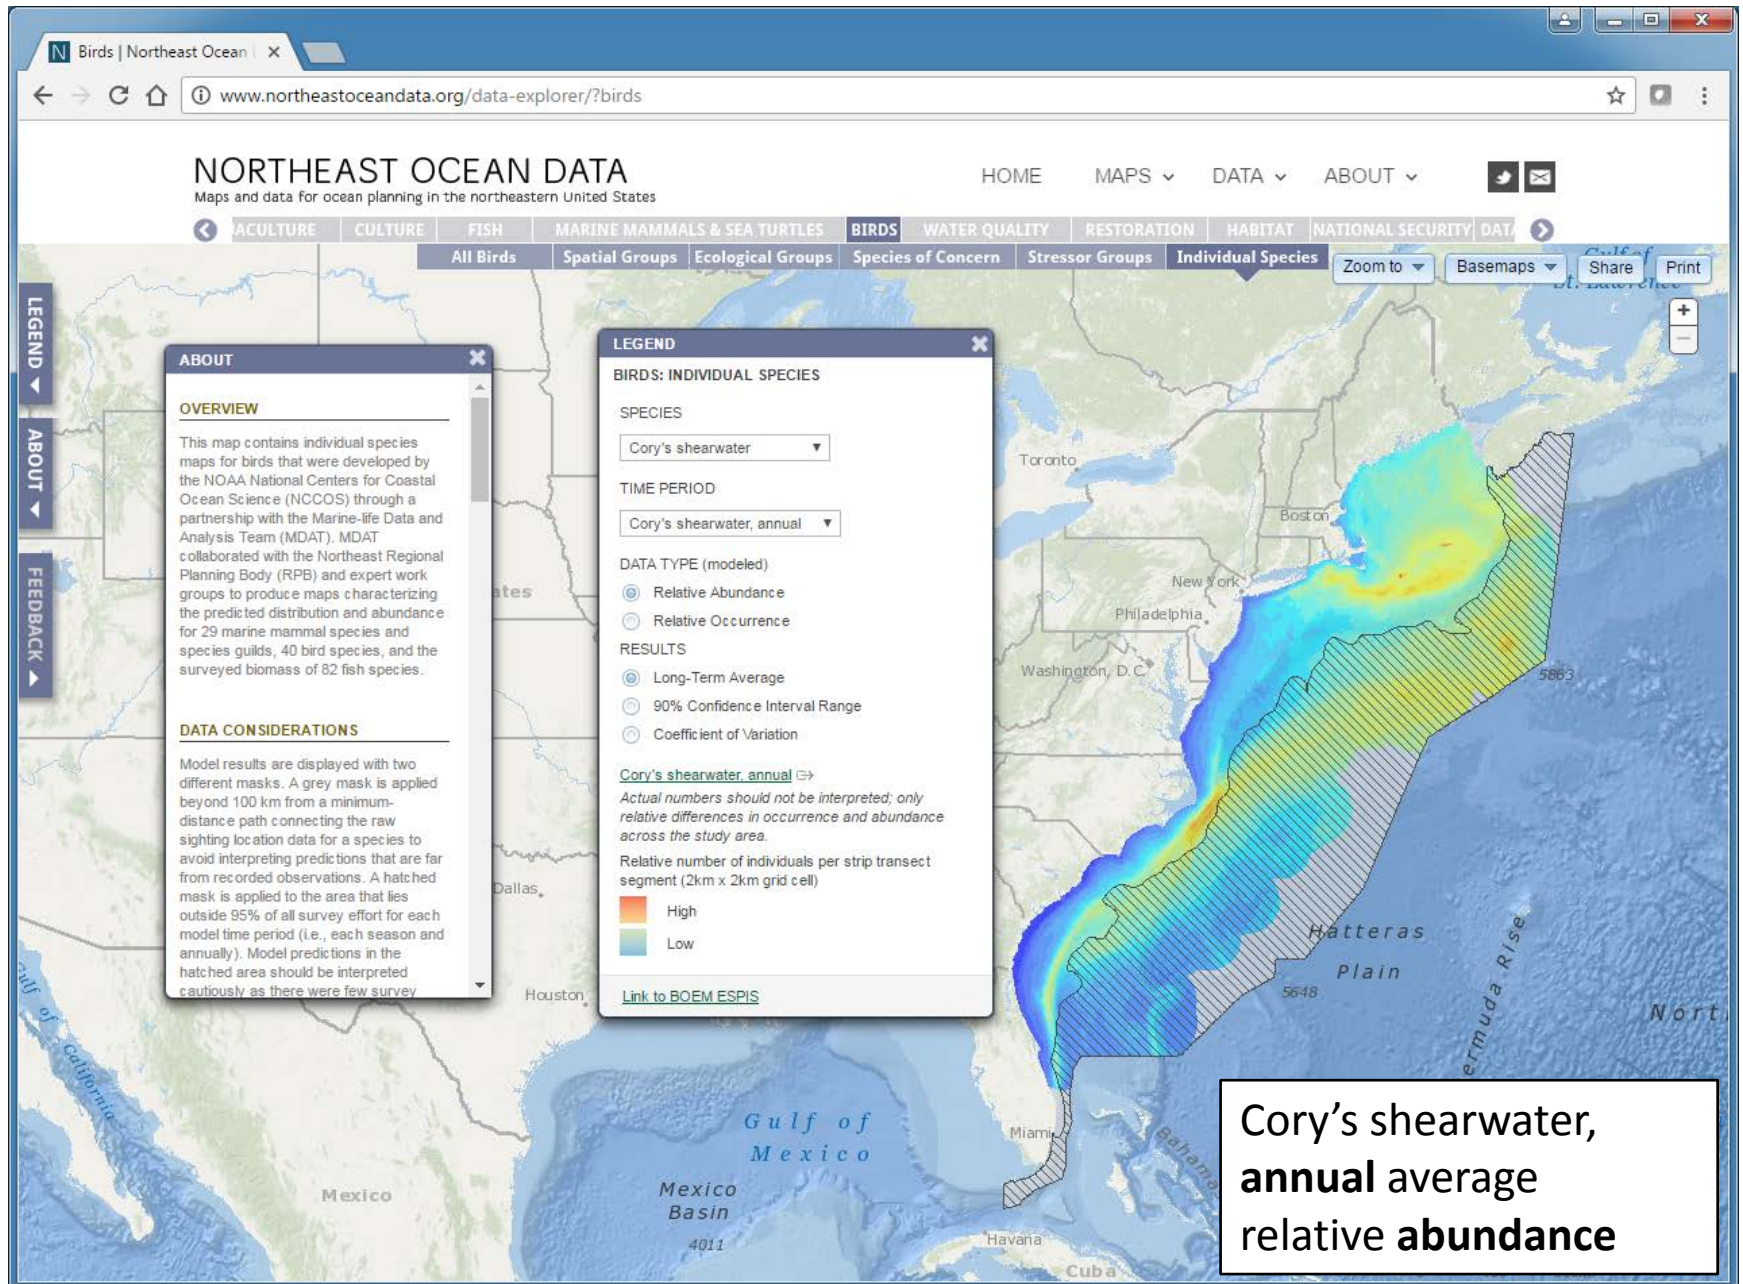 Birds | Northeast Ocean
www.northeastoceandata.org/data-explorer/?birds
NORTHEAST OCEAN DATA
Maps and data for ocean planning in the northeastern United States
HOME MAPS DATA ABOUT
ACULTURE CULTURE FISH MARINE MAMMALS & SEA TURTLES BIRDS WATER QUALITY RESTORATION HABITAT NATIONAL SECURITY DAT
All Birds Spatial Groups Ecological Groups Species of Concern Stressor Groups Individual Species
Zoom to Basemaps Share Print
Gulf of
St. Lawrence
LEGEND
ABOUT
FEEDBACK
ABOUT
OVERVIEW
This map contains individual species
maps for birds that were developed by
the NOAA National Centers for Coastal
Ocean Science (NCCOS) through a
partnership with the Marine-life Data and
Analysis Team (MDAT). MDAT
collaborated with the Northeast Regional
Planning Body (RPB) and expert work
groups to produce maps characterizing
the predicted distribution and abundance
for 29 marine mammal species and
species guilds, 40 bird species, and the
surveyed biomass of 82 fish species.
DATA CONSIDERATIONS
Model results are displayed with two
different masks. A grey mask is applied
beyond 100 km from a minimum-
distance path connecting the raw
sighting location data for a species to
avoid interpreting predictions that are far
from recorded observations. A hatched
mask is applied to the area that lies
outside 95% of all survey effort for each
model time period (i.e., each season and
annually). Model predictions in the
hatched area should be interpreted
cautiously as there were few survey
LEGEND
BIRDS: INDIVIDUAL SPECIES
SPECIES
Cory's shearwater
TIME PERIOD
Cory's shearwater, annual
DATA TYPE (modeled)
Relative Abundance
Relative Occurrence
RESULTS
Long-Term Average
90% Confidence Interval Range
Coefficient of Variation
Cory's shearwater, annual
Actual numbers should not be interpreted; only
relative differences in occurrence and abundance
across the study area.
Relative number of individuals per strip transect
segment (2km x 2km grid cell)
High
Low
Link to BOEM ESPIS
ates
Toronto
Boston
New York
Philadelphia
Washington, D.C.
5863
Dallas
Houston
Hatteras
Plain
5648
Bermuda Rise
Nort
Gulf of
California
Gulf of
Mexico
Mexico
Mexico
Basin
4011
Miami
Bahamas
Havana
Cuba
Cory’s shearwater,
annual average
relative abundance